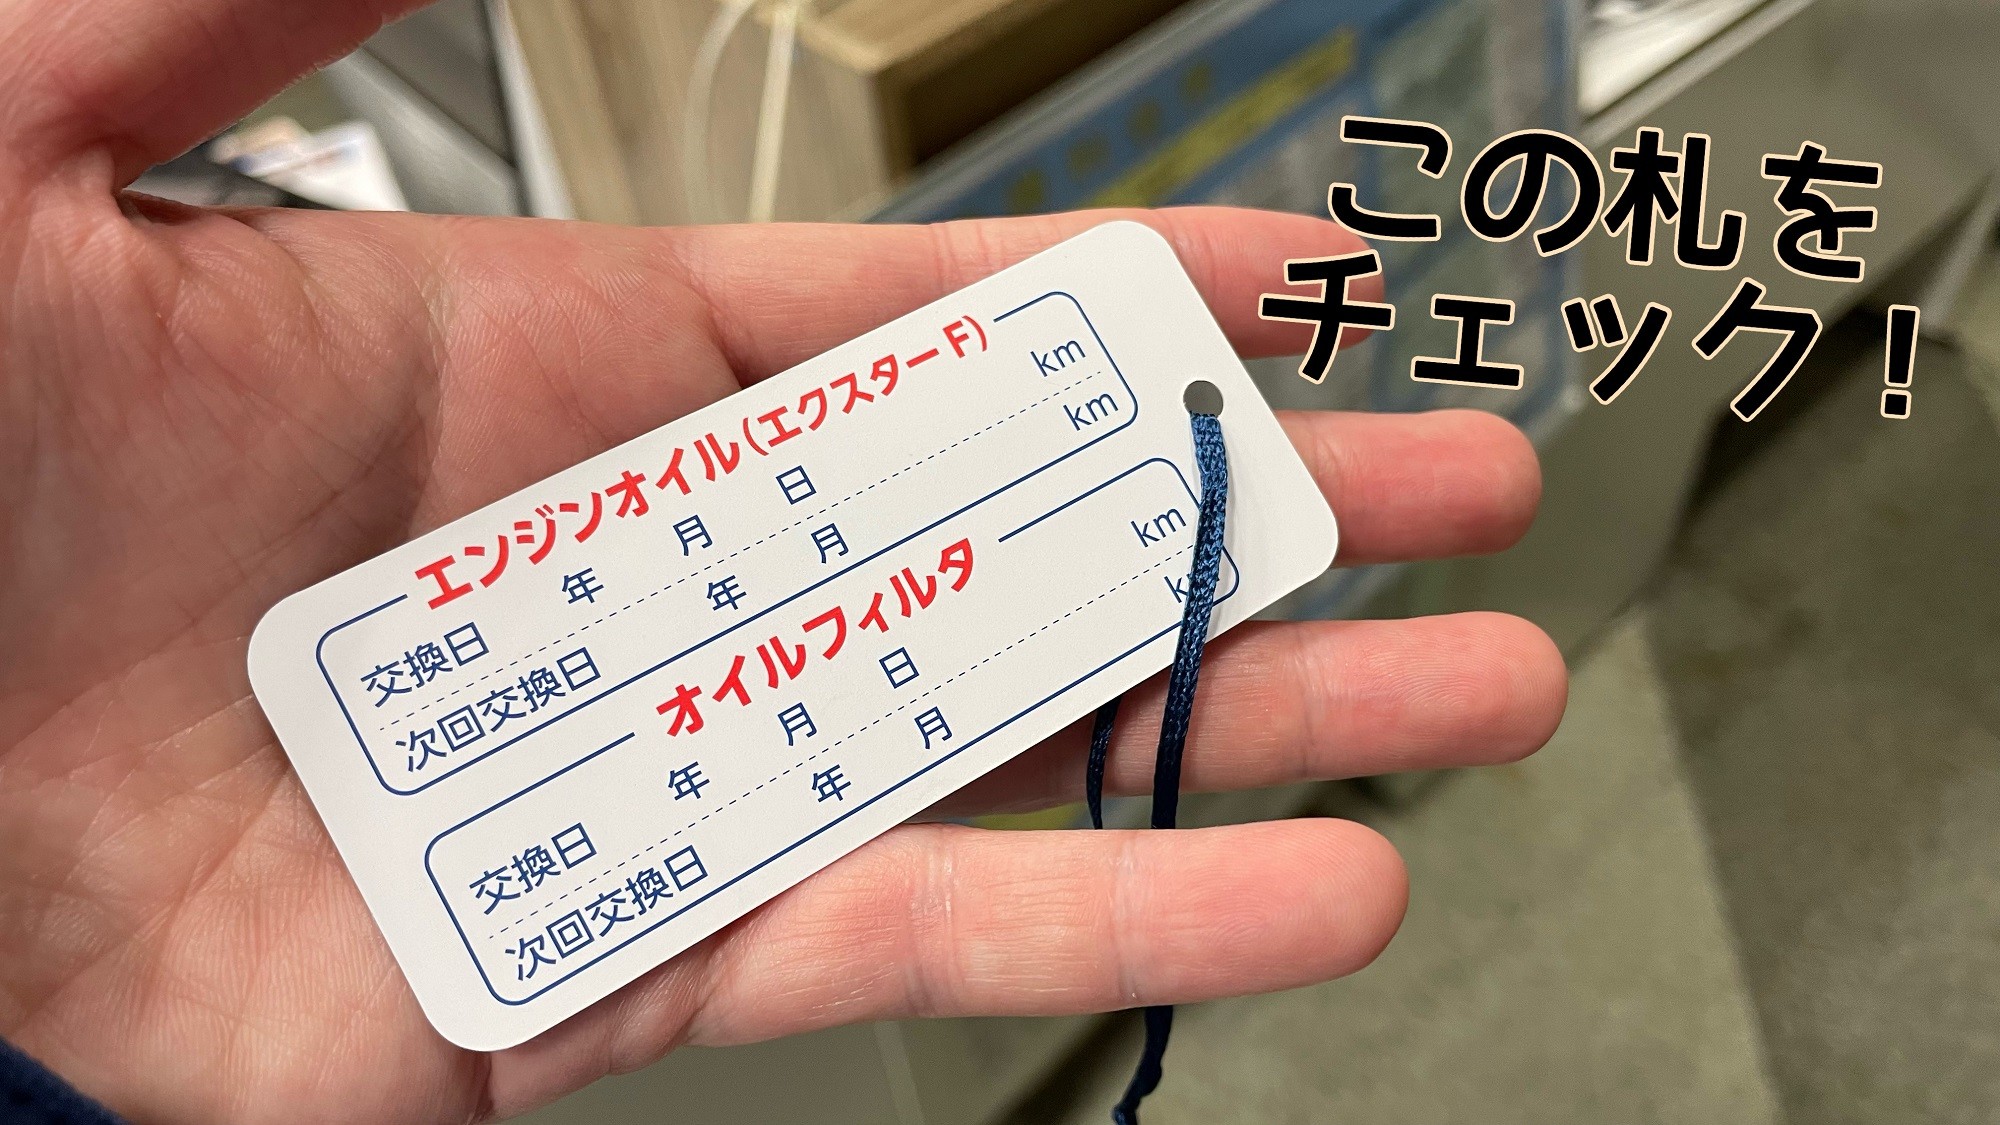 この札を
チェック！
エンジンオイル(エクスターF)
交換日 年 月 日 km
次回交換日 年 月 km
オイルフィルタ
交換日 年 月 日 km
次回交換日 年 月 km